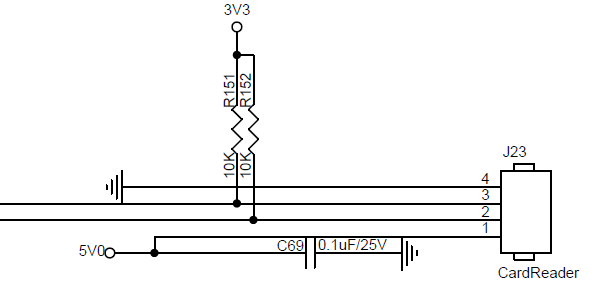 3V3
R151
R152
10K
10K
J23
4
3
2
1
5V0
C69
0.1uF/25V
CardReader